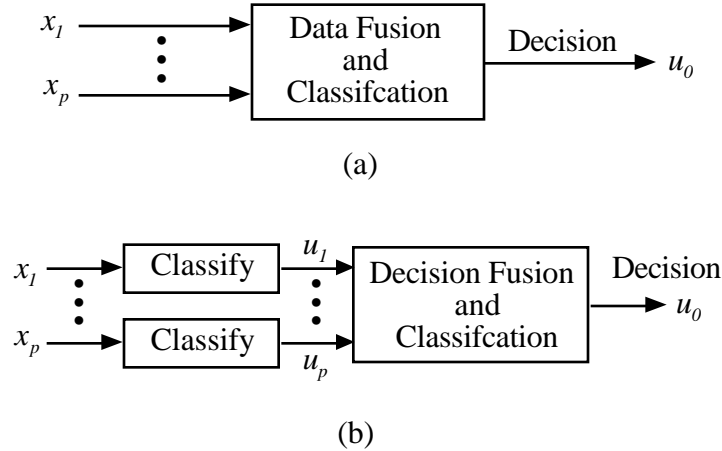 x1
Data Fusion
and
Classifcation
Decision
u0
xp
(a)
x1
Classify
u1
Decision Fusion
and
Classifcation
Decision
u0
xp
Classify
up
(b)